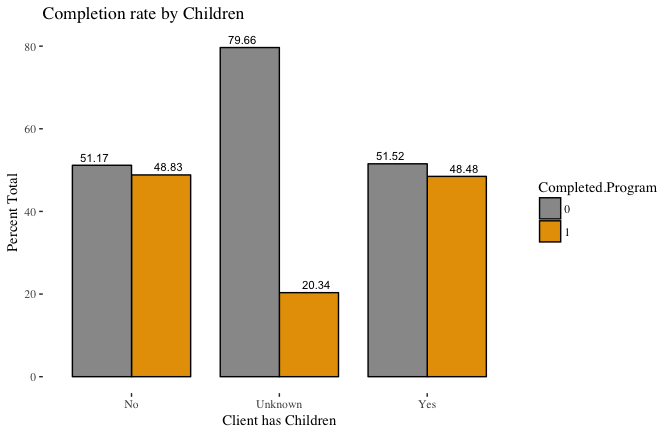 Completion rate by Children
79.66
80
60
51.17
48.83
51.52
48.48
Percent Total
40
20.34
20
0
No
Unknown
Yes
Client has Children
Completed.Program
0
1